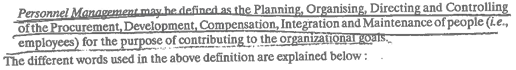 Personnel Management may be defined as the Planning, Organising, Directing and Controlling
of the Procurement, Development, Compensation, Integration and Maintenance of people (i.e.,
employees) for the purpose of contributing to the organizational goals.
The different words used in the above definition are explained below :